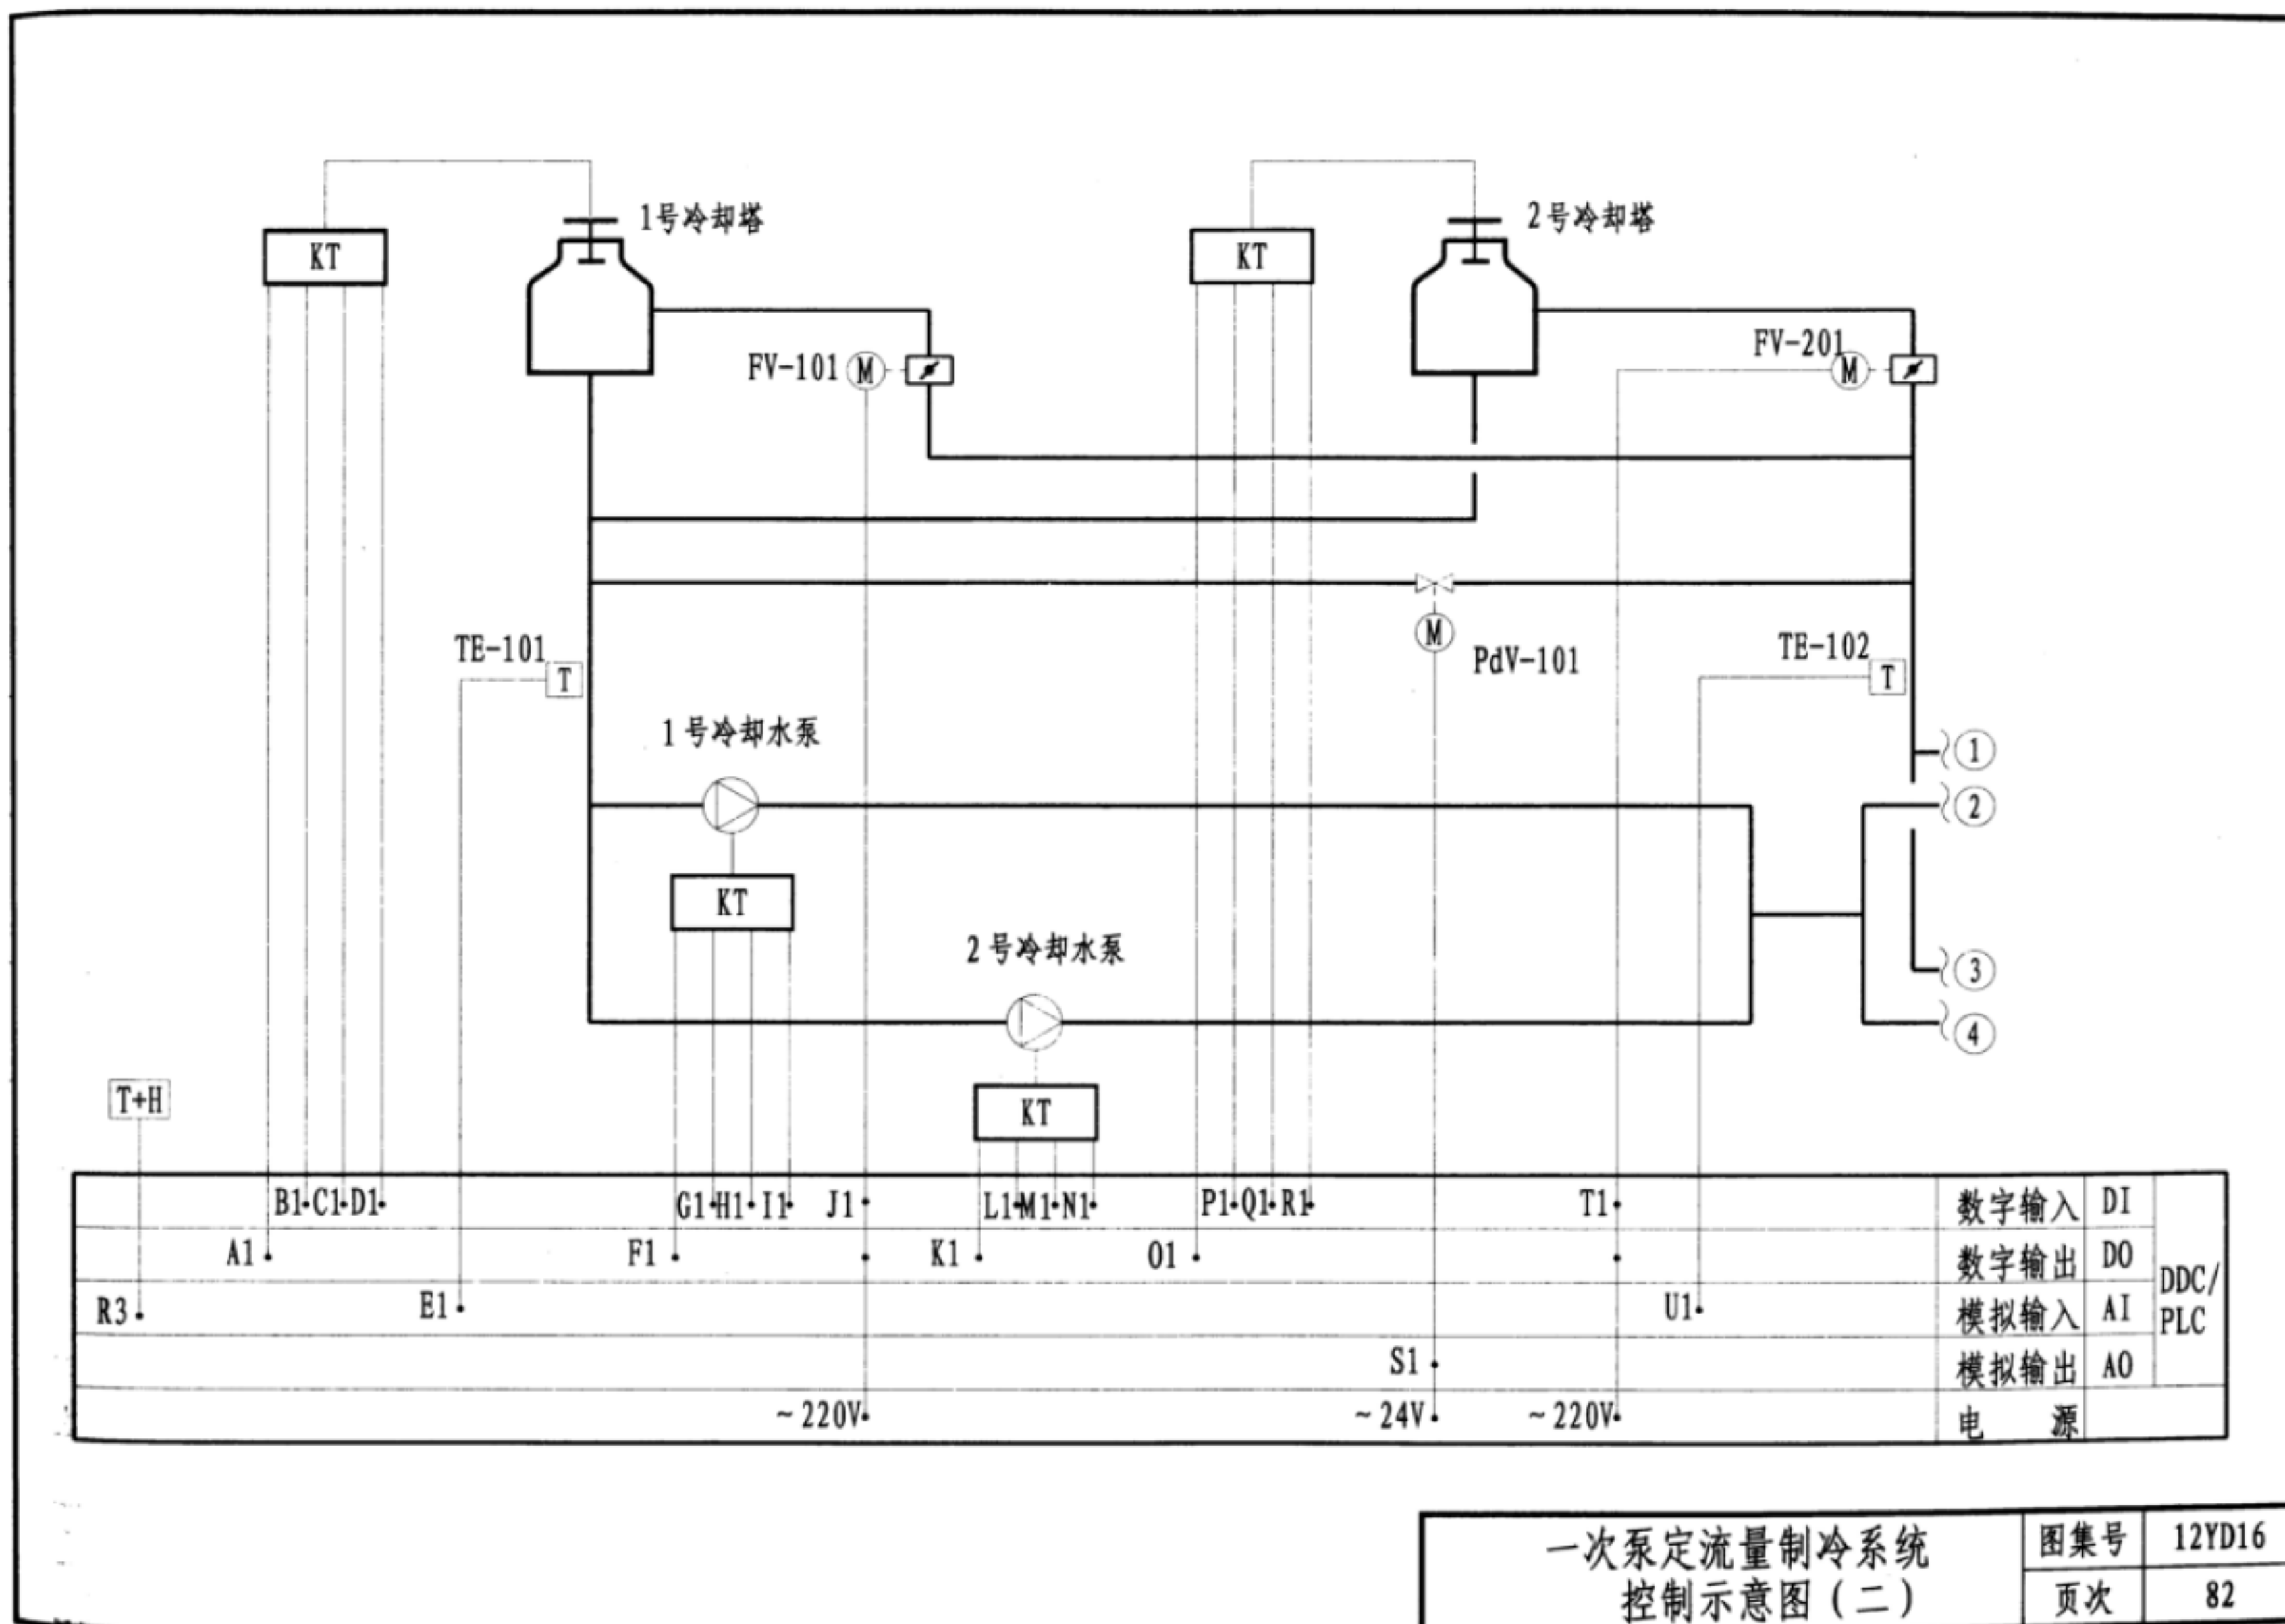 1号冷却塔
2号冷却塔
KT
KT
FV-101
M
FV-201
M
TE-101
T
M
PdV-101
TE-102
T
1号冷却水泵
①
②
KT
2号冷却水泵
③
④
T+H
KT
B1 C1 D1 G1 H1 I1 J1 L1 M1 N1 P1 Q1 R1 T1 数字输入 DI
A1 F1 K1 O1 数字输出 DO
DDC/
PLC
R3 E1 U1 模拟输入 AI
S1 模拟输出 AO
~220V ~24V ~220V 电源
一次泵定流量制冷系统
控制示意图(二)
图集号 12YD16
页次 82